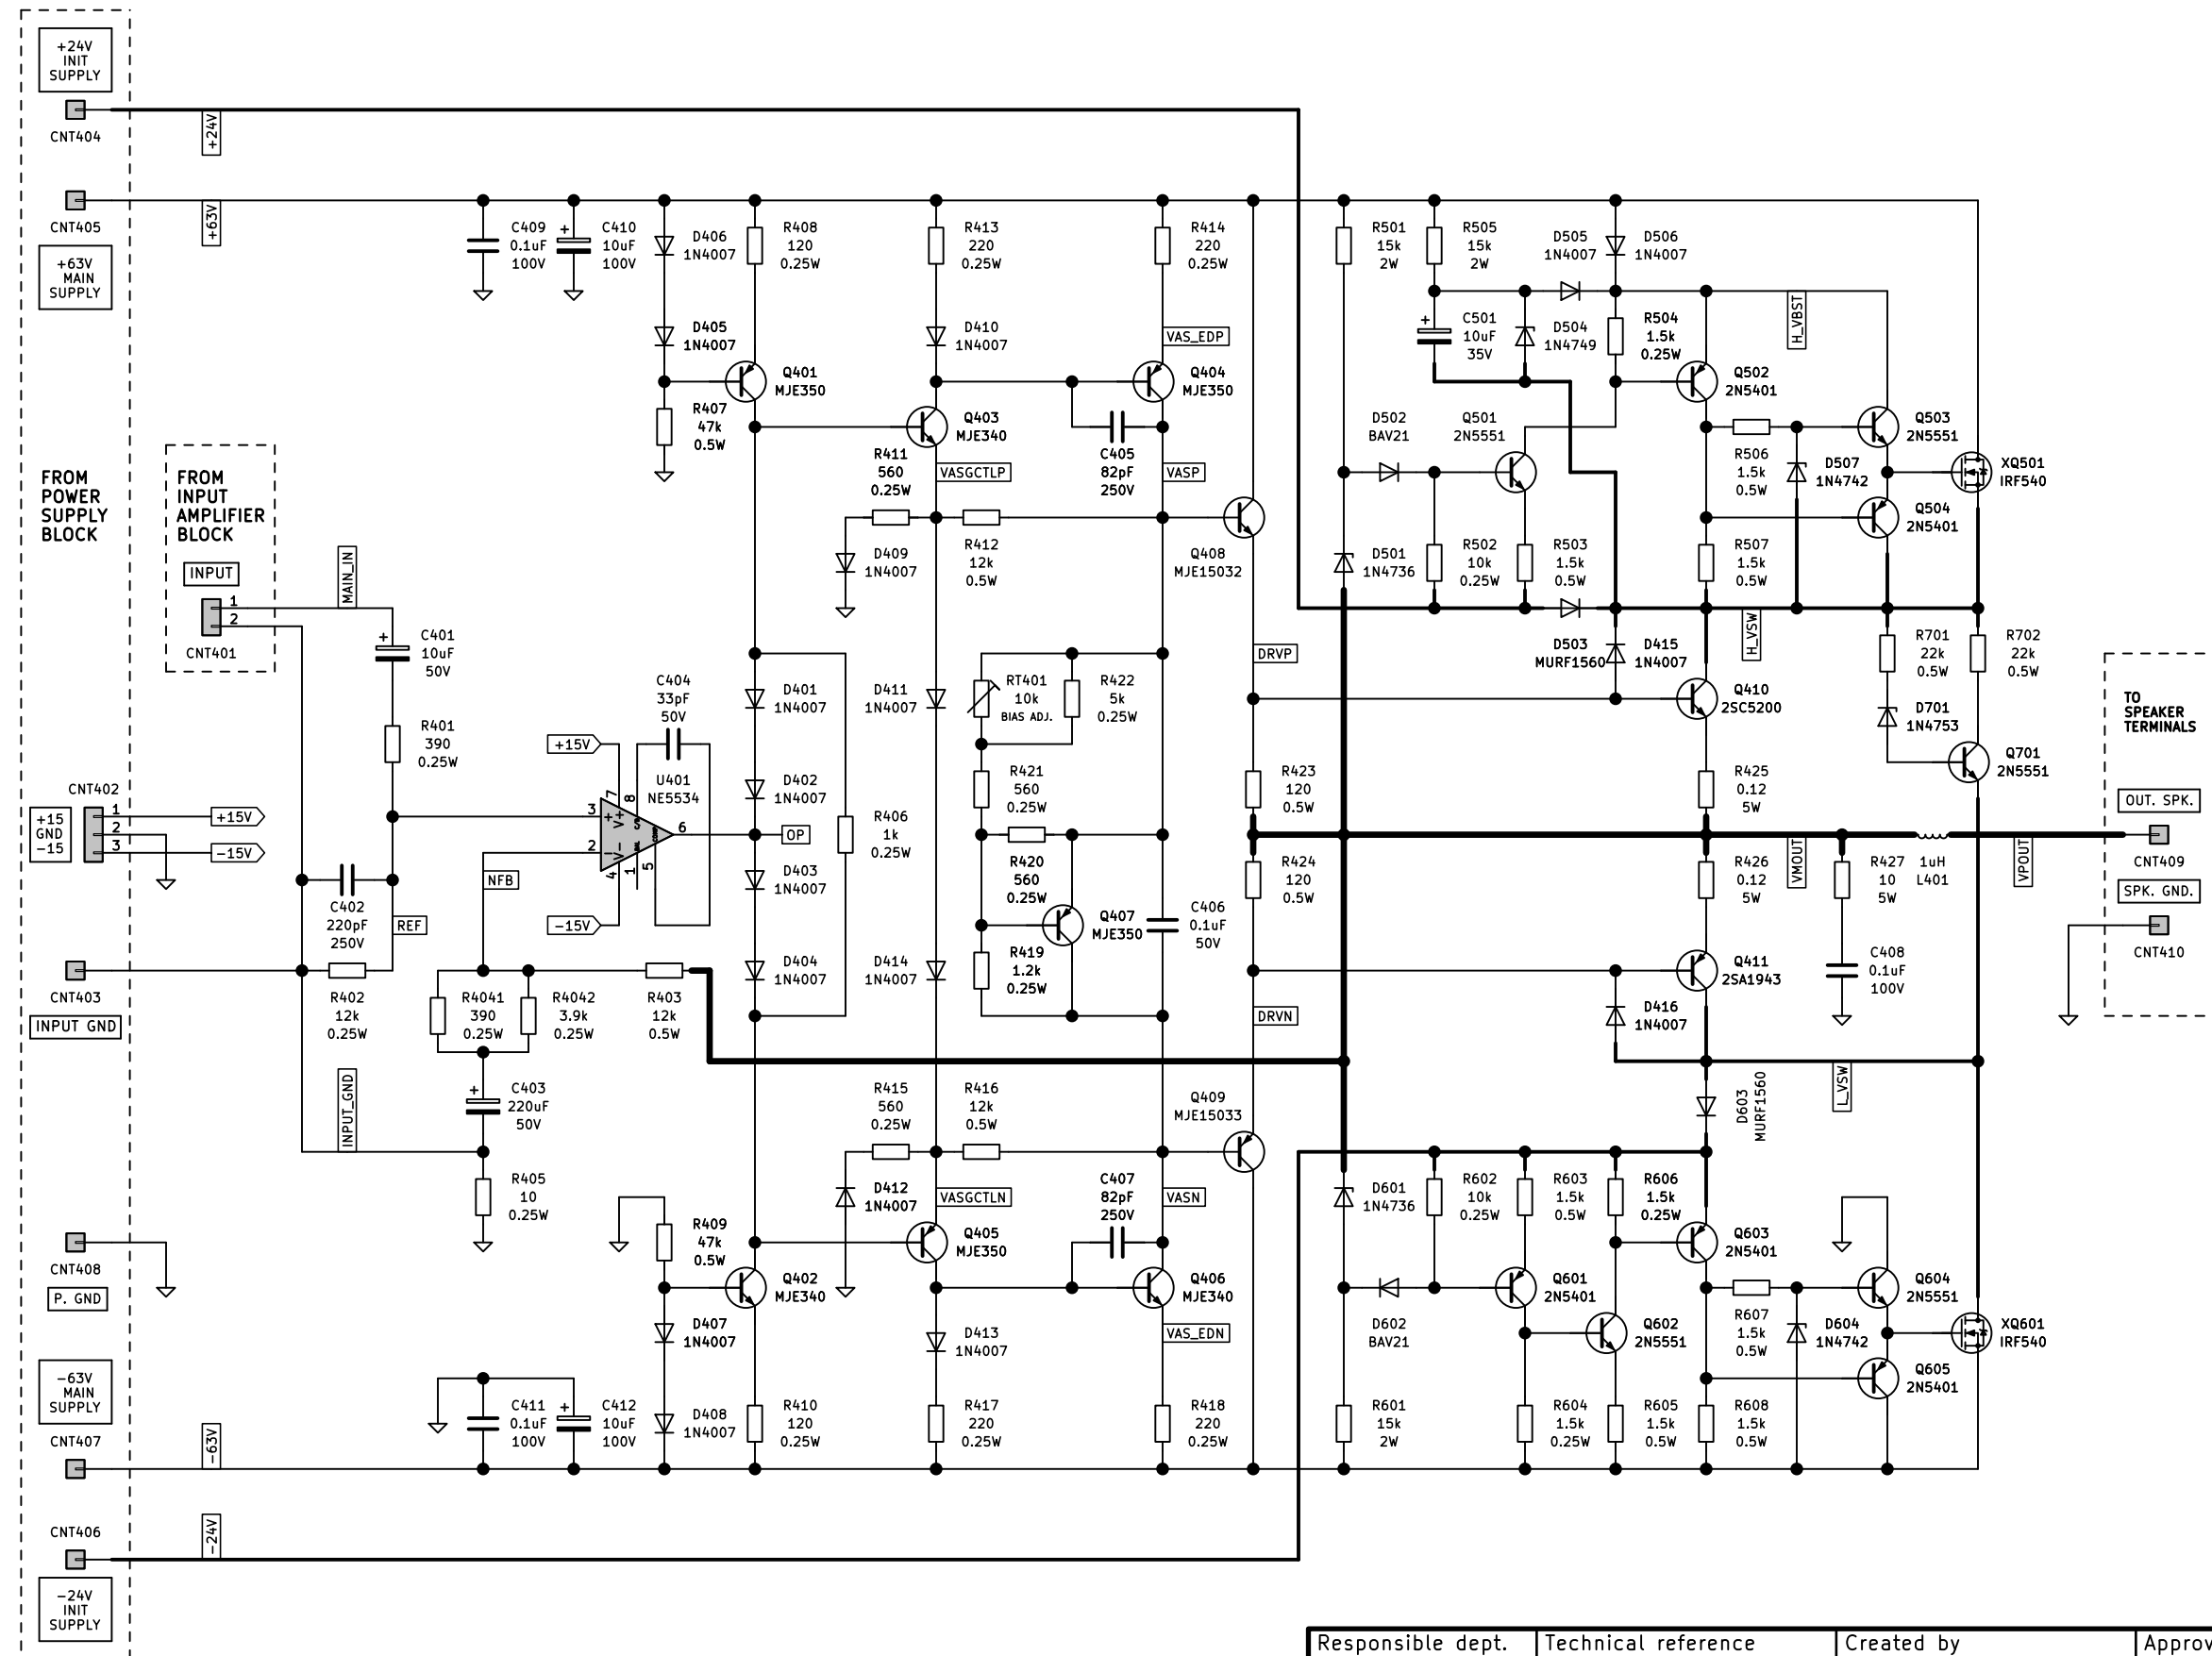 +24V
INIT
SUPPLY
CNT404
+24V
CNT405
+63V
+63V
MAIN
SUPPLY
C409
0.1uF
100V
+
C410
10uF
100V
D406
1N4007
R408
120
0.25W
R413
220
0.25W
R414
220
0.25W
R501
15k
2W
R505
15k
2W
D505
1N4007
D506
1N4007
D405
1N4007
D410
1N4007
VAS_EDP
+
C501
10uF
35V
D504
1N4749
R504
1.5k
0.25W
H_VBST
Q401
MJE350
Q404
MJE350
Q502
2N5401
R407
47k
0.5W
Q403
MJE340
C405
82pF
250V
D502
BAV21
Q501
2N5551
Q503
2N5551
R411
560
0.25W
VASGCTLP
VASP
R506
1.5k
0.5W
D507
1N4742
XQ501
IRF540
Q504
2N5401
FROM
POWER
SUPPLY
BLOCK
FROM
INPUT
AMPLIFIER
BLOCK
INPUT
1
2
CNT401
MAIN_IN
D409
1N4007
R412
12k
0.5W
Q408
MJE15032
D501
1N4736
R502
10k
0.25W
R503
1.5k
0.5W
R507
1.5k
0.5W
+
C401
10uF
50V
DRVP
D503
MURF1560
D415
1N4007
H_VSW
R701
22k
0.5W
R702
22k
0.5W
C404
33pF
50V
D401
1N4007
D411
1N4007
RT401
10k
BIAS ADJ.
R422
5k
0.25W
Q410
2SC5200
D701
1N4753
TO
SPEAKER
TERMINALS
R401
390
0.25W
+15V
U401
NE5534
D402
1N4007
R421
560
0.25W
R423
120
0.5W
R425
0.12
5W
Q701
2N5551
CNT402
+15
GND
-15
1
2
3
+15V
-15V
3
2
7
8
6
4
1
5
+
-
V+
V-
BAL
COMP
OP
R406
1k
0.25W
OUT. SPK.
CNT409
NFB
D403
1N4007
R420
560
0.25W
R424
120
0.5W
R426
0.12
5W
VMOUT
R427
10
5W
1uH
L401
VPOUT
SPK. GND.
CNT410
C402
220pF
250V
REF
-15V
Q407
MJE350
C406
0.1uF
50V
CNT403
INPUT GND
R402
12k
0.25W
R4041
390
0.25W
R4042
3.9k
0.25W
R403
12k
0.5W
D404
1N4007
D414
1N4007
R419
1.2k
0.25W
DRVN
Q411
2SA1943
D416
1N4007
C408
0.1uF
100V
INPUT_GND
+
C403
220uF
50V
R415
560
0.25W
R416
12k
0.5W
Q409
MJE15033
D603
MURF1560
L_VSW
R405
10
0.25W
R409
47k
0.5W
D412
1N4007
VASGCTLN
C407
82pF
250V
VASN
D601
1N4736
R602
10k
0.25W
R603
1.5k
0.5W
R606
1.5k
0.25W
Q405
MJE350
Q603
2N5401
CNT408
P. GND
Q402
MJE340
Q406
MJE340
Q601
2N5401
Q604
2N5551
D407
1N4007
D413
1N4007
VAS_EDN
D602
BAV21
Q602
2N5551
R607
1.5k
0.5W
D604
1N4742
XQ601
IRF540
-63V
MAIN
SUPPLY
CNT407
-63V
Q605
2N5401
C411
0.1uF
100V
+
C412
10uF
100V
D408
1N4007
R410
120
0.25W
R417
220
0.25W
R418
220
0.25W
R601
15k
2W
R604
1.5k
0.25W
R605
1.5k
0.5W
R608
1.5k
0.5W
CNT406
-24V
-24V
INIT
SUPPLY
Responsible dept.
Technical reference
Created by
Approv